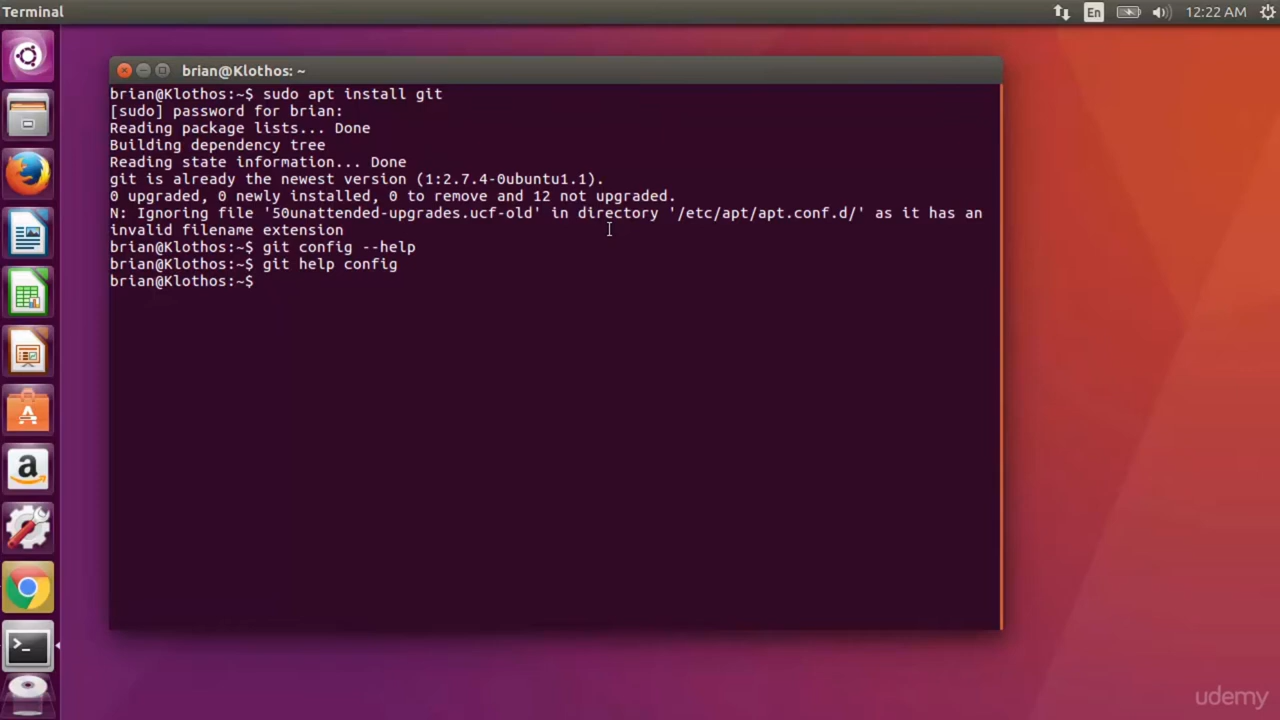 Terminal
En
12:22 AM
brian@Klothos: ~
brian@Klothos:~$ sudo apt install git
[sudo] password for brian:
Reading package lists... Done
Building dependency tree
Reading state information... Done
git is already the newest version (1:2.7.4-0ubuntu1.1).
0 upgraded, 0 newly installed, 0 to remove and 12 not upgraded.
N: Ignoring file '50unattended-upgrades.ucf-old' in directory '/etc/apt/apt.conf.d/' as it has an
invalid filename extension
brian@Klothos:~$ git config --help
brian@Klothos:~$ git help config
brian@Klothos:~$
udemy